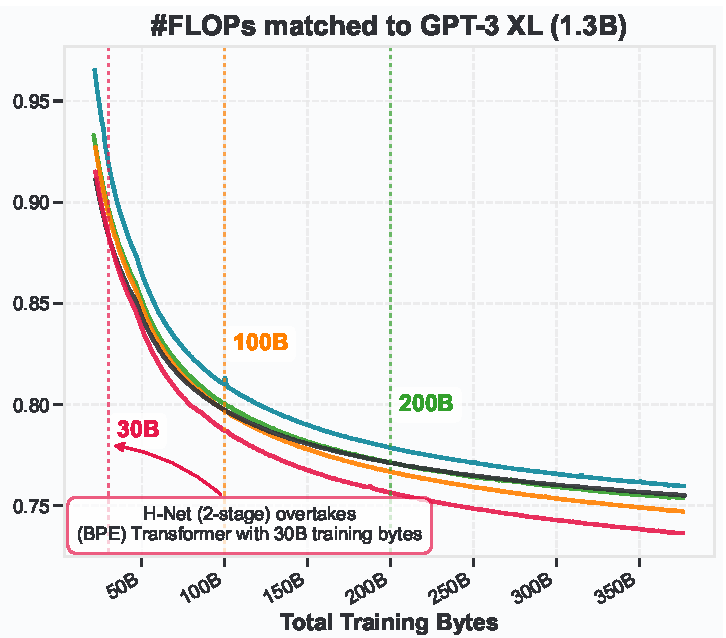 #FLOPs matched to GPT-3 XL (1.3B)
0.95
0.90
0.85
100B
0.80
200B
30B
0.75
H-Net (2-stage) overtakes
(BPE) Transformer with 30B training bytes
50B
100B
150B
200B
250B
300B
350B
Total Training Bytes